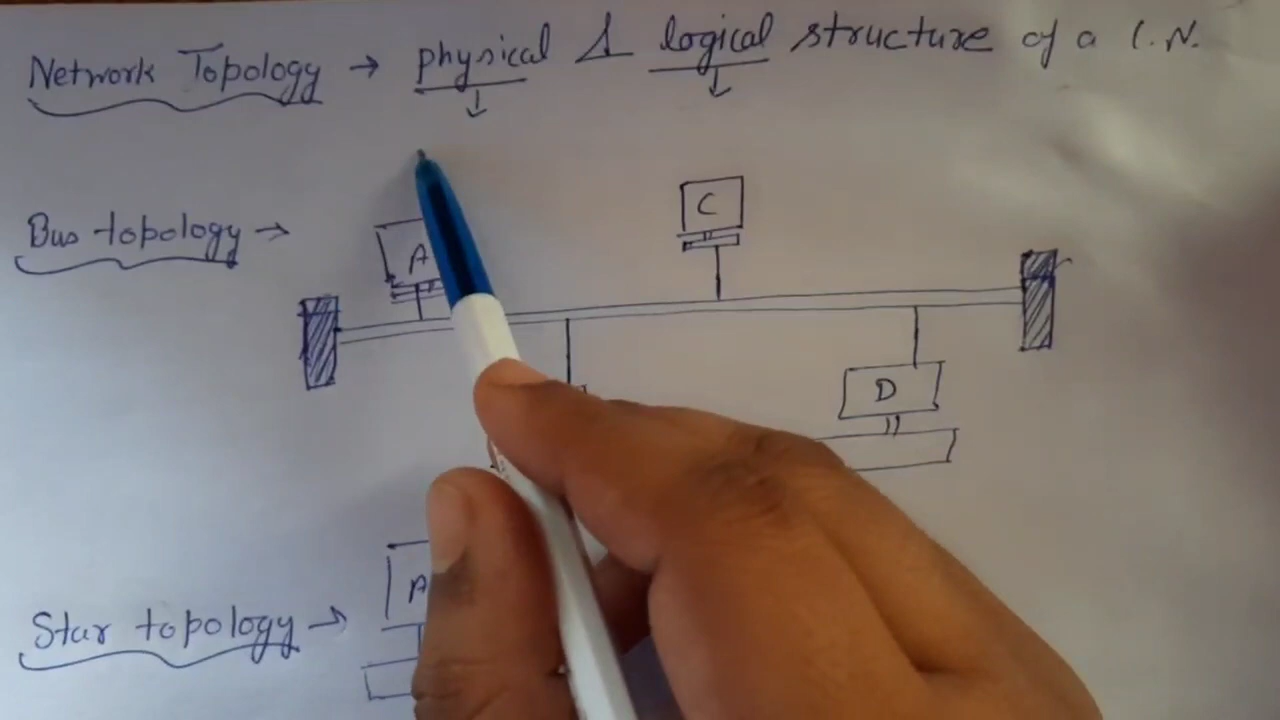 Network Topology → physical & logical structure of a C.N.
C
Bus topology →
A
D
A
Star topology →